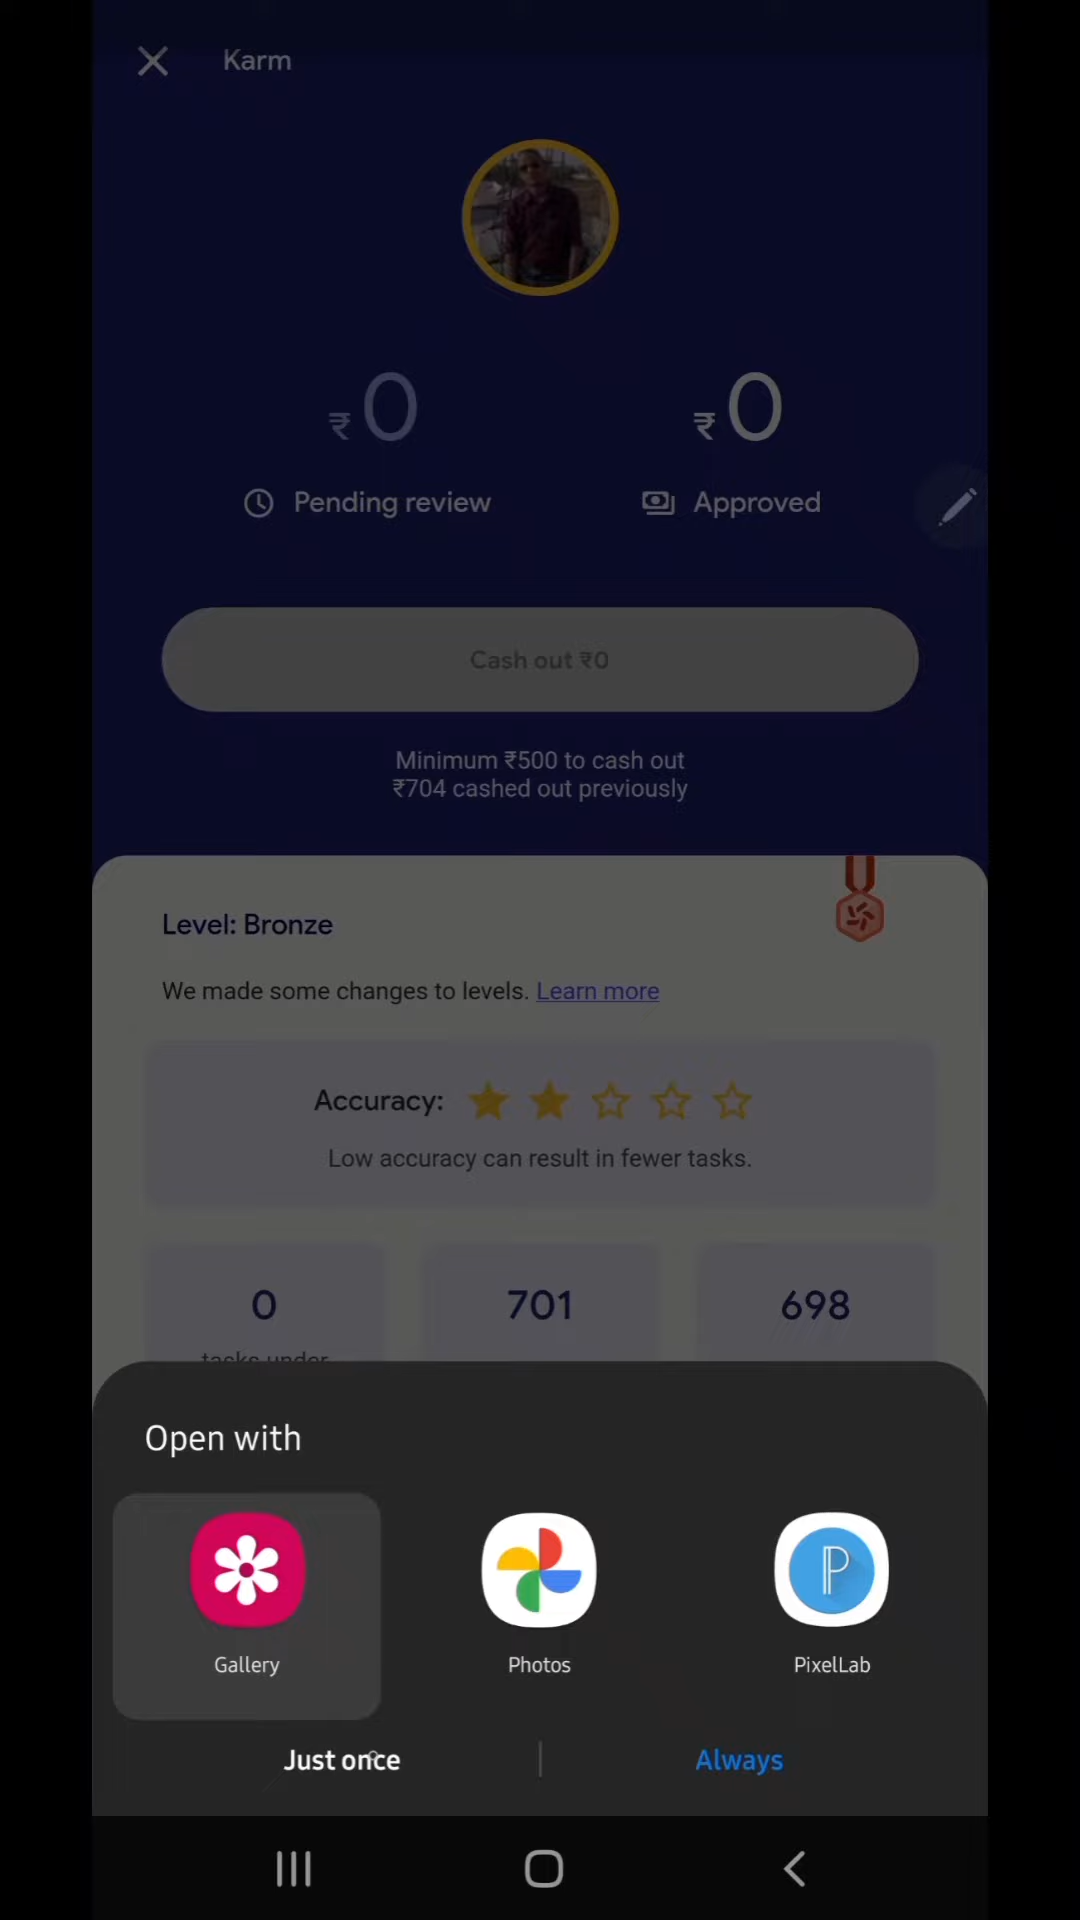 Karm
₹0
₹0
Pending review
Approved
Cash out ₹0
Minimum ₹500 to cash out
₹704 cashed out previously
Level: Bronze
We made some changes to levels. Learn more
Accuracy:
Low accuracy can result in fewer tasks.
0
701
698
tasks under
Open with
Gallery
Photos
PixelLab
Just once
Always